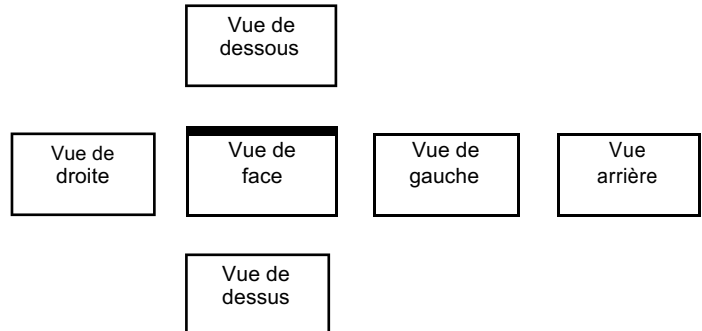 Vue de
dessous
Vue de
droite
Vue de
face
Vue de
gauche
Vue
arrière
Vue de
dessus